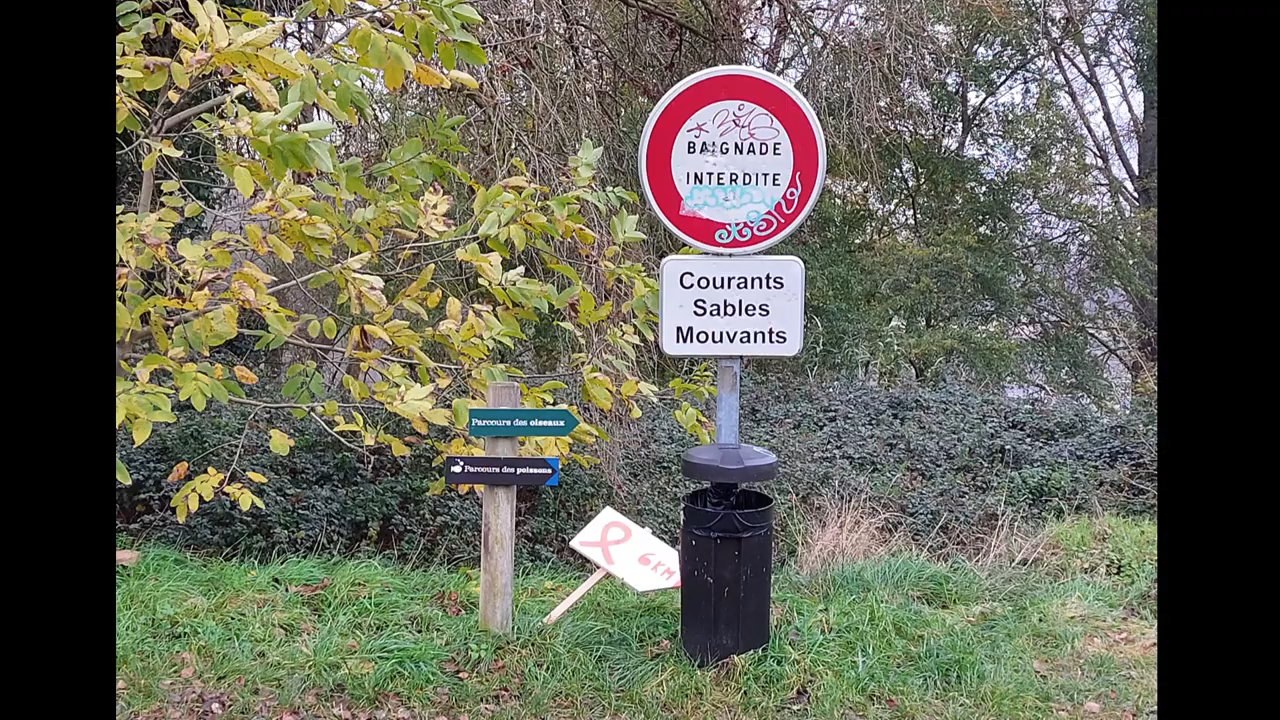 BAIGNADE
INTERDITE
Courants
Sables
Mouvants
Parcours des oiseaux
Parcours des poissons
6KM